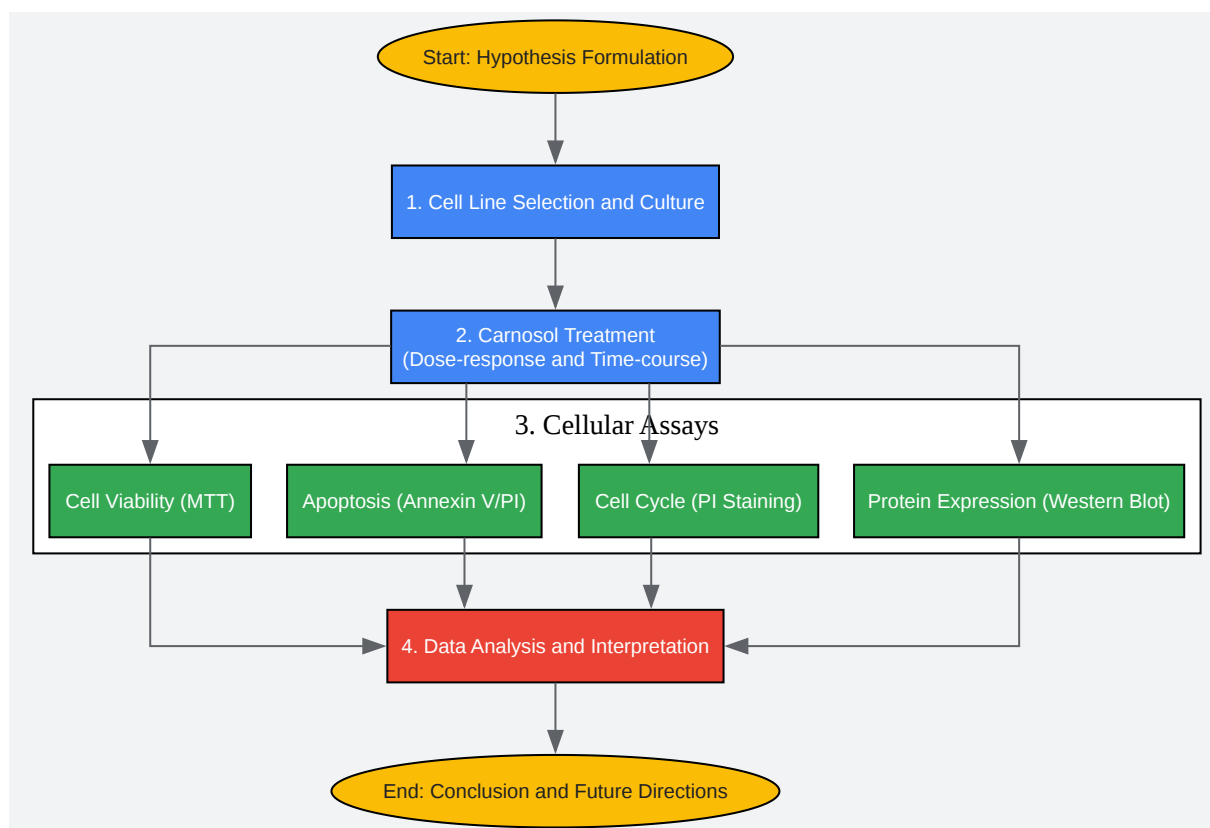 Start: Hypothesis Formulation
1. Cell Line Selection and Culture
2. Carnosol Treatment
(Dose-response and Time-course)
3. Cellular Assays
Cell Viability (MTT)
Apoptosis (Annexin V/PI)
Cell Cycle (PI Staining)
Protein Expression (Western Blot)
4. Data Analysis and Interpretation
End: Conclusion and Future Directions